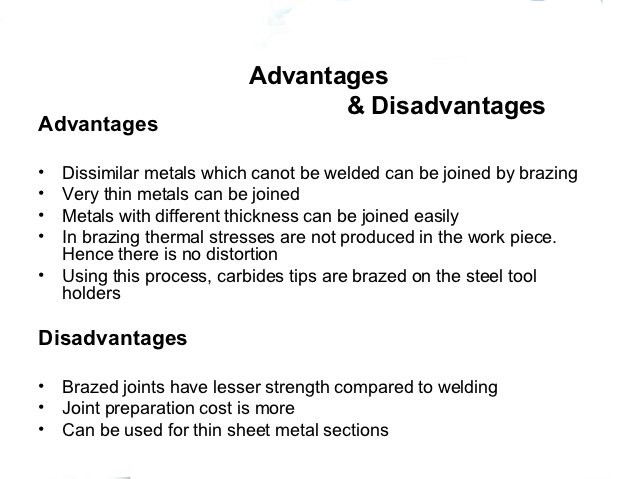 Advantages
& Disadvantages
Advantages
• Dissimilar metals which canot be welded can be joined by brazing
• Very thin metals can be joined
• Metals with different thickness can be joined easily
• In brazing thermal stresses are not produced in the work piece.
Hence there is no distortion
• Using this process, carbides tips are brazed on the steel tool
holders
Disadvantages
• Brazed joints have lesser strength compared to welding
• Joint preparation cost is more
• Can be used for thin sheet metal sections